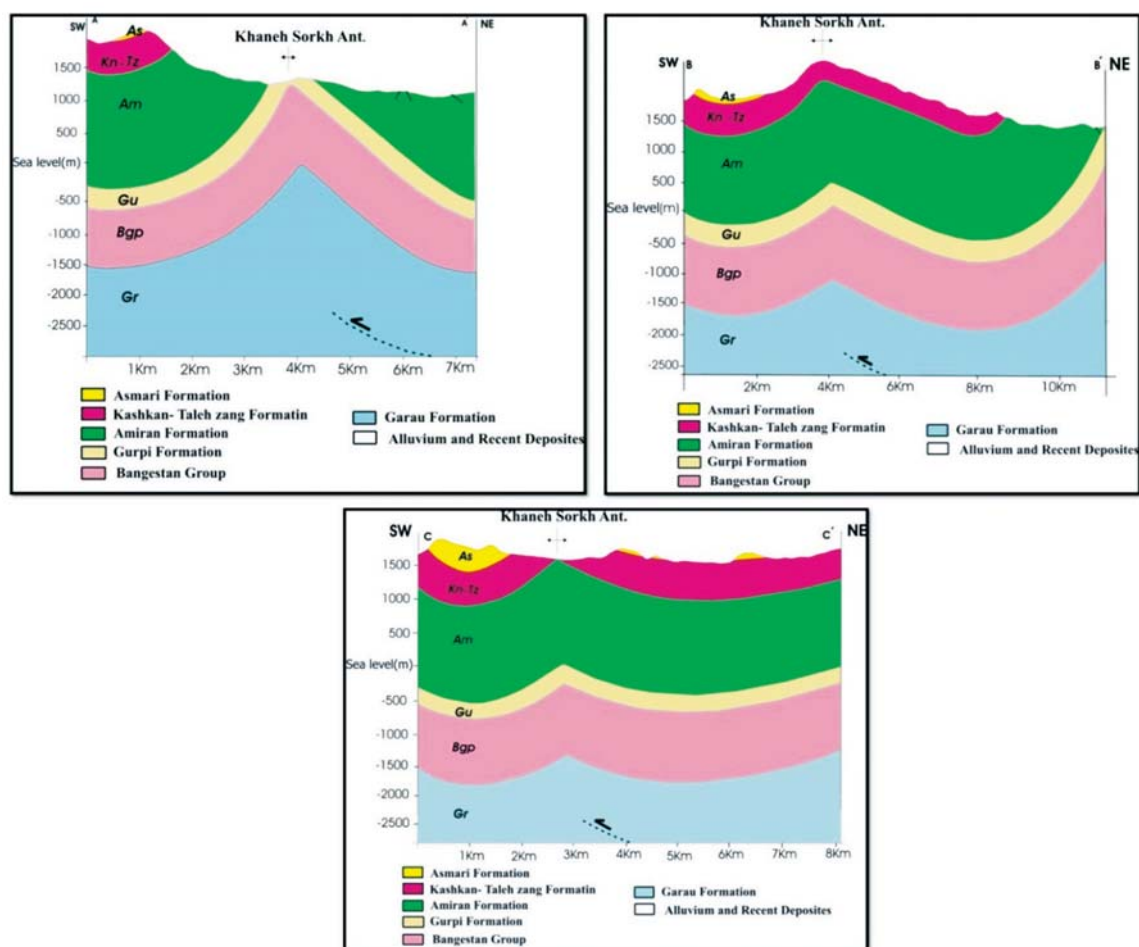 SW A As A' NE
Khaneh Sorkh Ant.
1500
Kn-Tz
1000
Am
500
Sea level(m)
-500
Gu
-1000
Bgp
-1500
-2000
Gr
-2500
1Km 2Km 3Km 4Km 5Km 6Km 7Km
Asmari Formation
Kashkan- Taleh zang Formatin
Amiran Formation
Gurpi Formation
Bangestan Group
Garau Formation
Alluvium and Recent Deposites
Khaneh Sorkh Ant.
SW B B' NE
As
1500
Kn -Tz
1000
Am
500
Sea level(m)
Gu
-500
-1000
Bgp
-1500
-2000
Gr
-2500
2Km 4Km 6Km 8Km 10Km
Asmari Formation
Kashkan- Taleh zang Formatin
Amiran Formation
Gurpi Formation
Bangestan Group
Garau Formation
Alluvium and Recent Deposites
Khaneh Sorkh Ant.
SW C C' NE
As
1500
Kn-Tz
1000
Am
500
Sea level(m)
-500
Gu
-1000
Bgp
-1500
-2000
Gr
-2500
1Km 2Km 3Km 4Km 5Km 6Km 7Km 8Km
Asmari Formation
Kashkan- Taleh zang Formatin
Amiran Formation
Gurpi Formation
Bangestan Group
Garau Formation
Alluvium and Recent Deposites